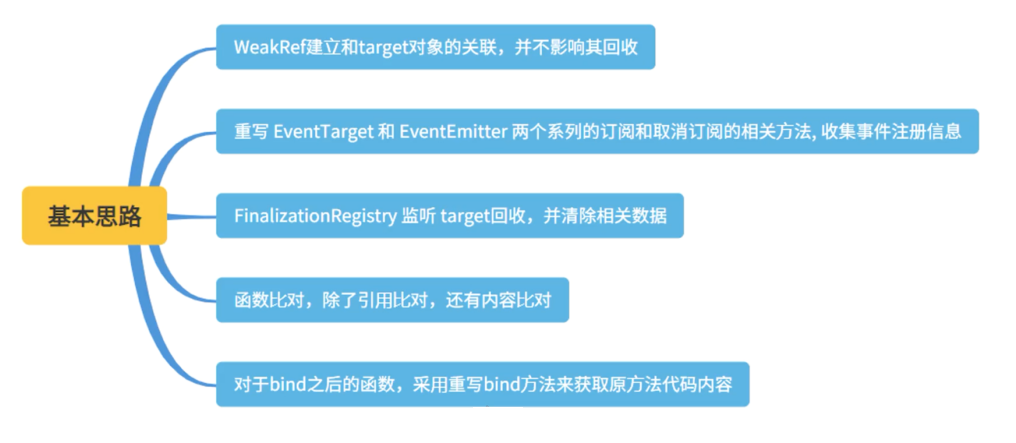 WeakRef建立和target对象的关联，并不影响其回收
重写 EventTarget 和 EventEmitter 两个系列的订阅和取消订阅的相关方法, 收集事件注册信息
基本思路
FinalizationRegistry 监听 target回收，并清除相关数据
函数比对，除了引用比对，还有内容比对
对于bind之后的函数，采用重写bind方法来获取原方法代码内容